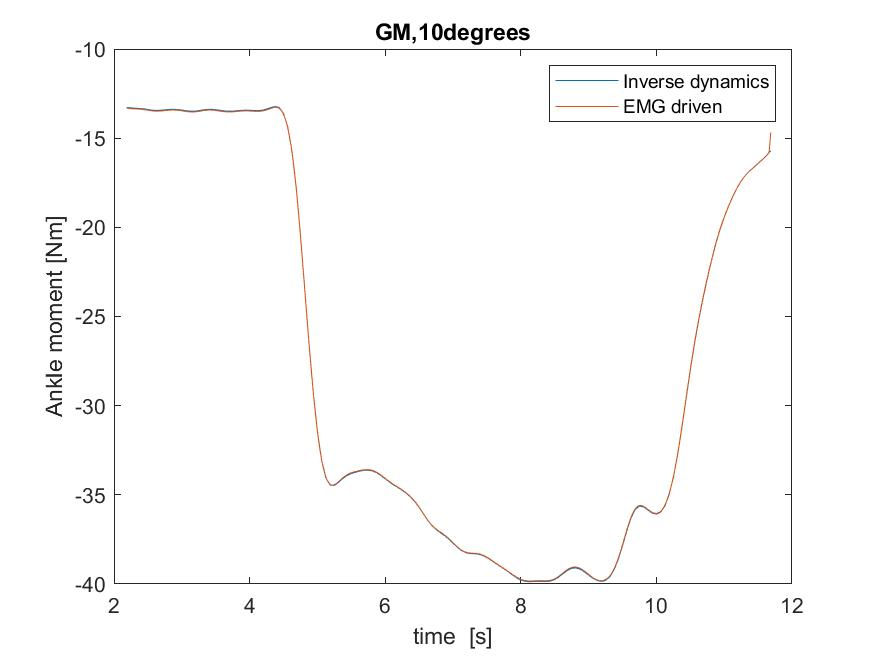 GM,10degrees
Inverse dynamics
EMG driven
Ankle moment [Nm]
-10
-15
-20
-25
-30
-35
-40
2 4 6 8 10 12
time [s]